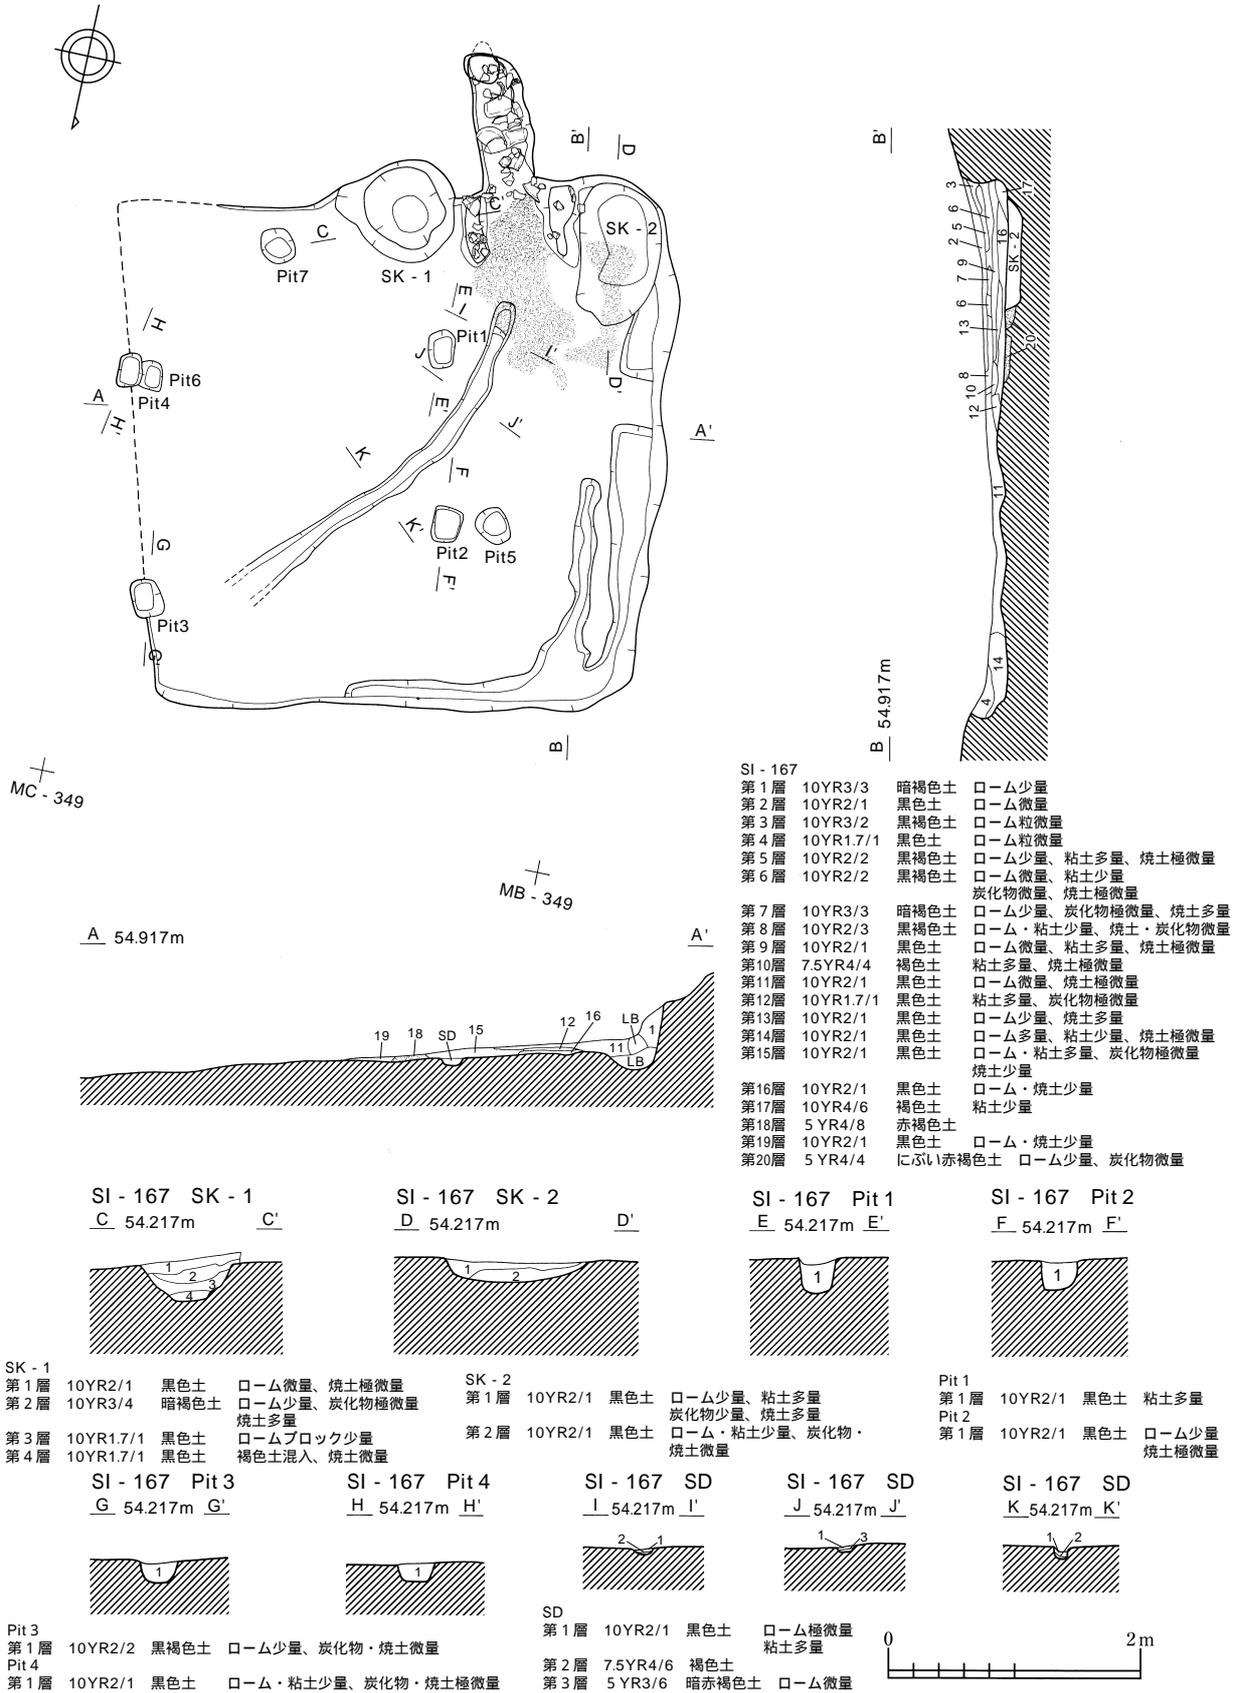 B'
D
B'
C'
SK - 2
C
Pit7
SK - 1
3
6
5
2
9
7
6
13
8
10
12
17
16
SK - 2
20
11
14
4
E
I
Pit1
J
I'
D'
H
Pit6
A
Pit4
H'
E'
J'
A'
K
F
K'
G
Pit2
Pit5
F'
Pit3
G'
B
B 54.917m
MC - 349
MB - 349
SI - 167
第1層 10YR3/3 暗褐色土 ローム少量
第2層 10YR2/1 黒色土 ローム微量
第3層 10YR3/2 黒褐色土 ローム粒微量
第4層 10YR1.7/1 黒色土 ローム粒微量
第5層 10YR2/2 黒褐色土 ローム少量、粘土多量、焼土極微量
第6層 10YR2/2 黒褐色土 ローム微量、粘土少量
炭化物微量、焼土極微量
第7層 10YR3/3 暗褐色土 ローム少量、炭化物極微量、焼土多量
第8層 10YR2/3 黒褐色土 ローム・粘土少量、焼土・炭化物微量
第9層 10YR2/1 黒色土 ローム微量、粘土多量、焼土極微量
第10層 7.5YR4/4 褐色土 粘土多量、焼土極微量
第11層 10YR2/1 黒色土 ローム微量、焼土極微量
第12層 10YR1.7/1 黒色土 粘土多量、炭化物極微量
第13層 10YR2/1 黒色土 ローム少量、焼土多量
第14層 10YR2/1 黒色土 ローム多量、粘土少量、焼土極微量
第15層 10YR2/1 黒色土 ローム・粘土多量、炭化物極微量
焼土少量
第16層 10YR2/1 黒色土 ローム・焼土少量
第17層 10YR4/6 褐色土 粘土少量
第18層 5YR4/8 赤褐色土
第19層 10YR2/1 黒色土 ローム・焼土少量
第20層 5YR4/4 にぶい赤褐色土 ローム少量、炭化物微量
A 54.917m A'
19 18 SD 15 12 16 LB 1
11
LB
SI - 167 SK - 1
C 54.217m C'
1
2
3
4
SI - 167 SK - 2
D 54.217m D'
1
2
SI - 167 Pit 1
E 54.217m E'
1
SI - 167 Pit 2
F 54.217m F'
1
SK - 1
第1層 10YR2/1 黒色土 ローム微量、焼土極微量
第2層 10YR3/4 暗褐色土 ローム少量、炭化物極微量
焼土多量
第3層 10YR1.7/1 黒色土 ロームブロック少量
第4層 10YR1.7/1 黒色土 褐色土混入、焼土微量
SK - 2
第1層 10YR2/1 黒色土 ローム少量、粘土多量
炭化物少量、焼土多量
第2層 10YR2/1 黒色土 ローム・粘土少量、炭化物・
焼土微量
Pit 1
第1層 10YR2/1 黒色土 粘土多量
Pit 2
第1層 10YR2/1 黒色土 ローム少量
焼土極微量
SI - 167 Pit 3
G 54.217m G'
1
SI - 167 Pit 4
H 54.217m H'
1
SI - 167 SD
I 54.217m I'
2 1
SI - 167 SD
J 54.217m J'
1 3
SI - 167 SD
K 54.217m K'
1 2
Pit 3
第1層 10YR2/2 黒褐色土 ローム少量、炭化物・焼土微量
Pit 4
第1層 10YR2/1 黒色土 ローム・粘土少量、炭化物・焼土極微量
SD
第1層 10YR2/1 黒色土 ローム極微量
粘土多量
第2層 7.5YR4/6 褐色土
第3層 5YR3/6 暗赤褐色土 ローム微量
0 2m